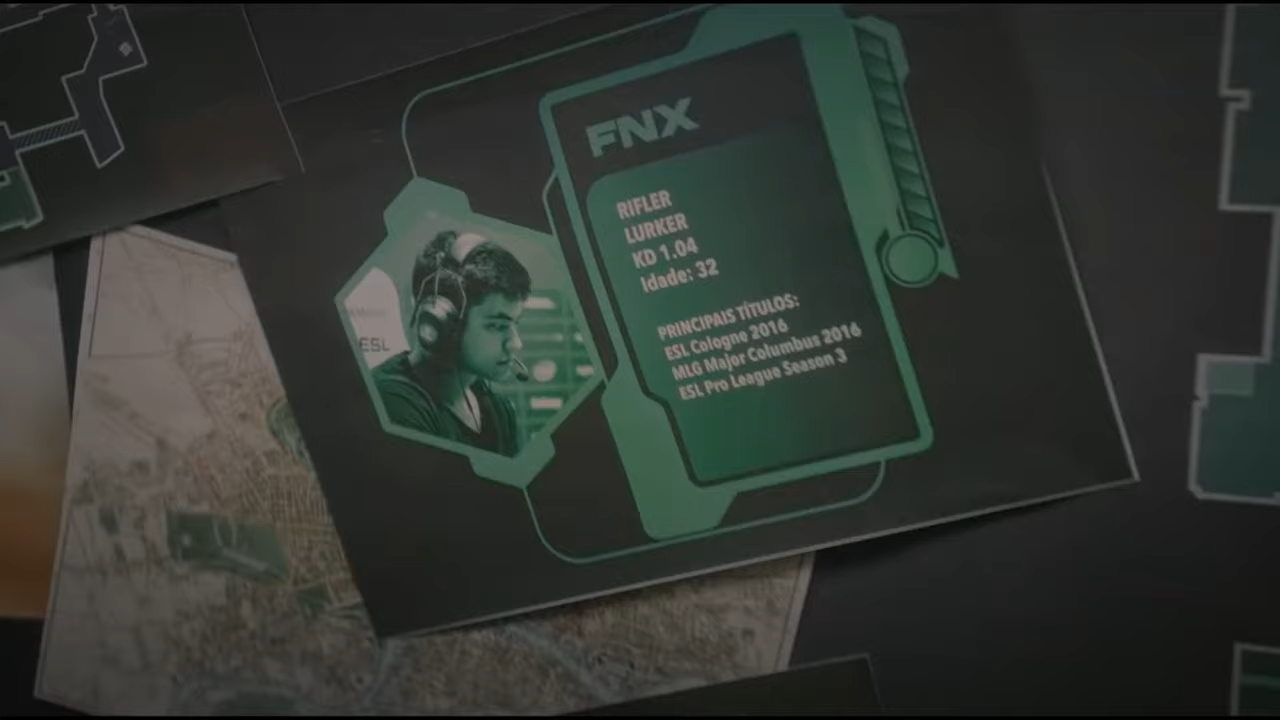 FNX
RIFLER
LURKER
KD 1.04
Idade: 32
PRINCIPAIS TÍTULOS:
ESL Cologne 2016
MLG Major Columbus 2016
ESL Pro League Season 3
ESL